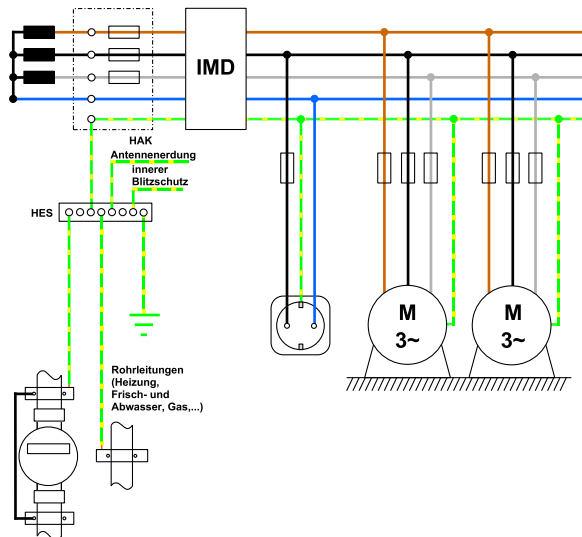 IMD
HAK
Antennenerdung
innerer
Blitzschutz
HES
M
3~
M
3~
Rohrleitungen
(Heizung,
Frisch- und
Abwasser, Gas,...)